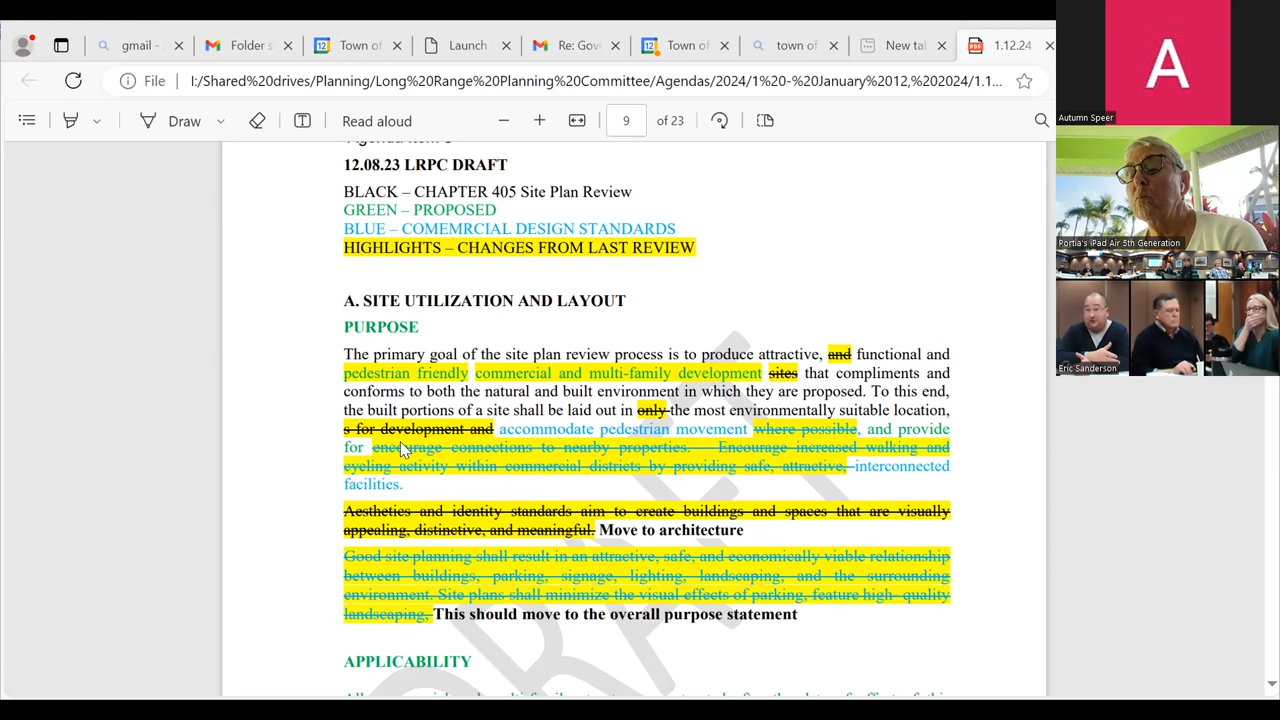 gmail -
Folder s
Town of
Launch
Re: Gov
Town of
town of
New tab
1.12.24
File
I:/Shared%20drives/Planning/Long%20Range%20Planning%20Committee/Agendas/2024/1%20-%20January%2012,%202024/1.1...
Draw
Read aloud
9
of 23
12.08.23 LRPC DRAFT
BLACK – CHAPTER 405 Site Plan Review
GREEN – PROPOSED
BLUE – COMEMRCIAL DESIGN STANDARDS
HIGHLIGHTS – CHANGES FROM LAST REVIEW
A. SITE UTILIZATION AND LAYOUT
PURPOSE
The primary goal of the site plan review process is to produce attractive, and functional and
pedestrian friendly commercial and multi-family development sites that compliments and
conforms to both the natural and built environment in which they are proposed. To this end,
the built portions of a site shall be laid out in only the most environmentally suitable location,
s for development and accommodate pedestrian movement where possible, and provide
for encourage connections to nearby properties. Encourage increased walking and
cycling activity within commercial districts by providing safe, attractive, interconnected
facilities.
Aesthetics and identity standards aim to create buildings and spaces that are visually
appealing, distinctive, and meaningful. Move to architecture
Good site planning shall result in an attractive, safe, and economically viable relationship
between buildings, parking, signage, lighting, landscaping, and the surrounding
environment. Site plans shall minimize the visual effects of parking, feature high- quality
landscaping, This should move to the overall purpose statement
APPLICABILITY
DRAFT
A
Autumn Speer
Portia's iPad Air 5th Generation
Eric Sanderson